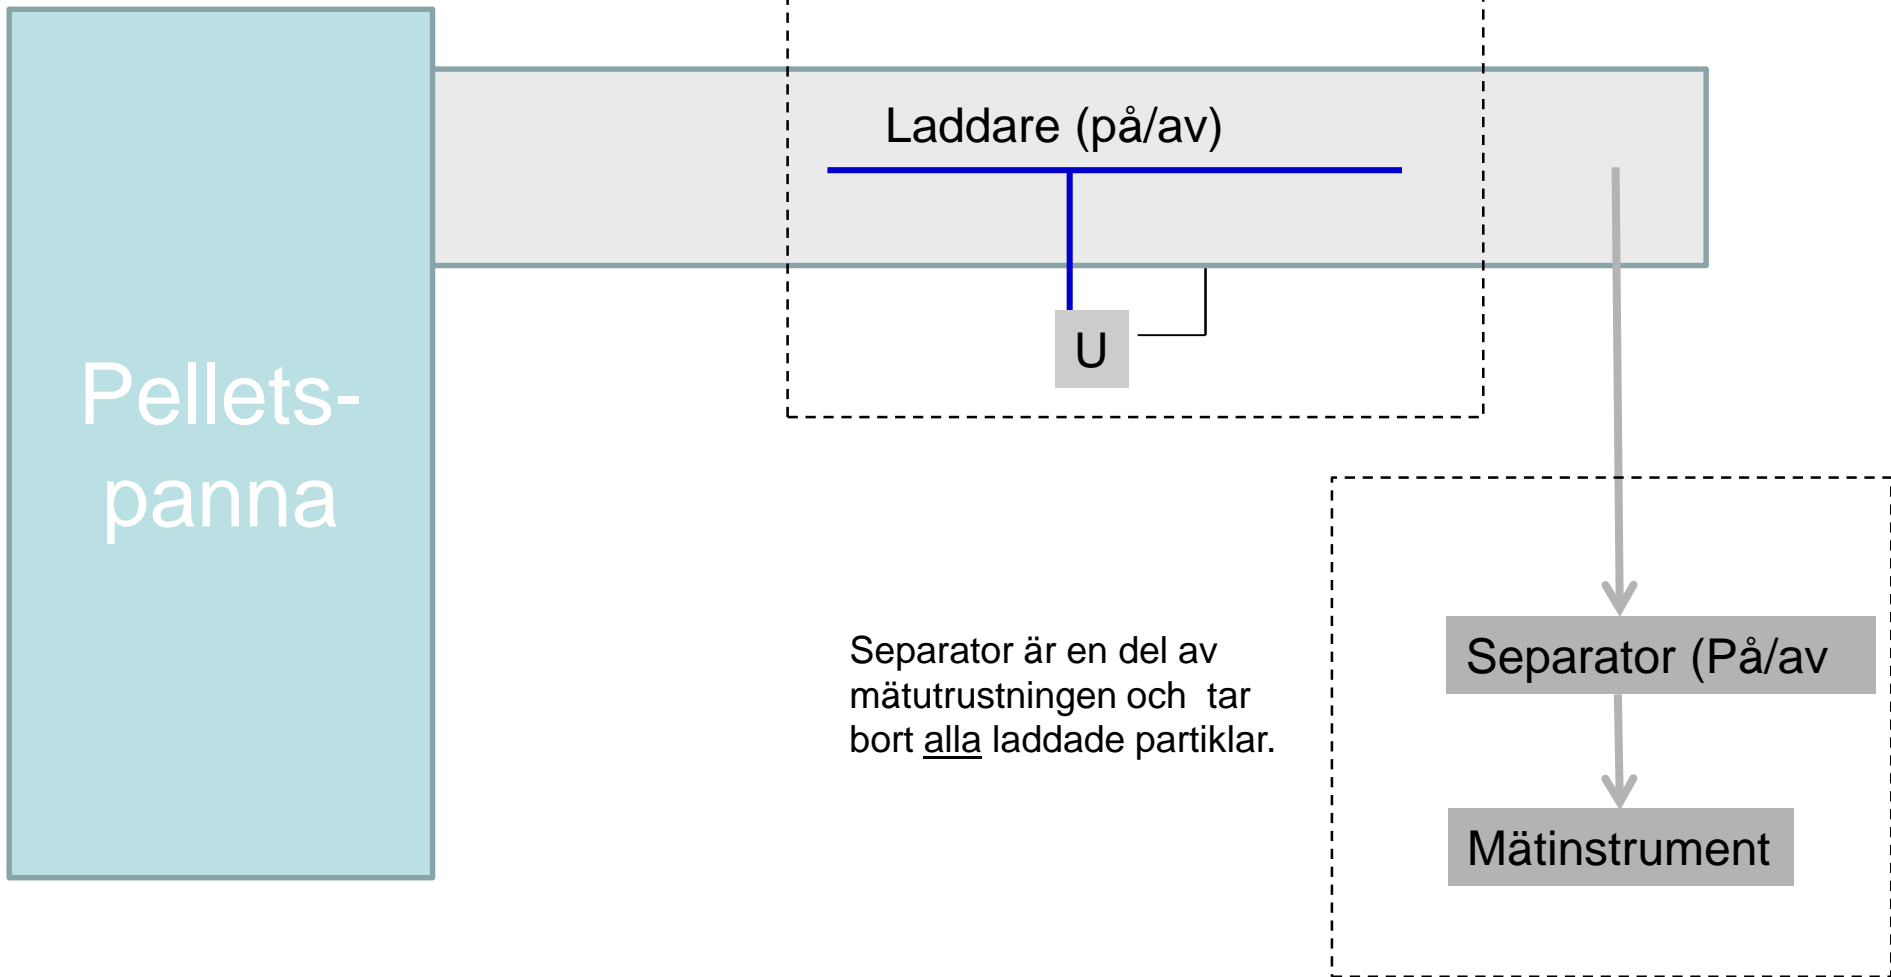 Laddare (på/av)
U
Pellets-
panna
Separator är en del av
mätutrustningen och  tar
bort alla laddade partiklar.
Separator (På/av
Mätinstrument